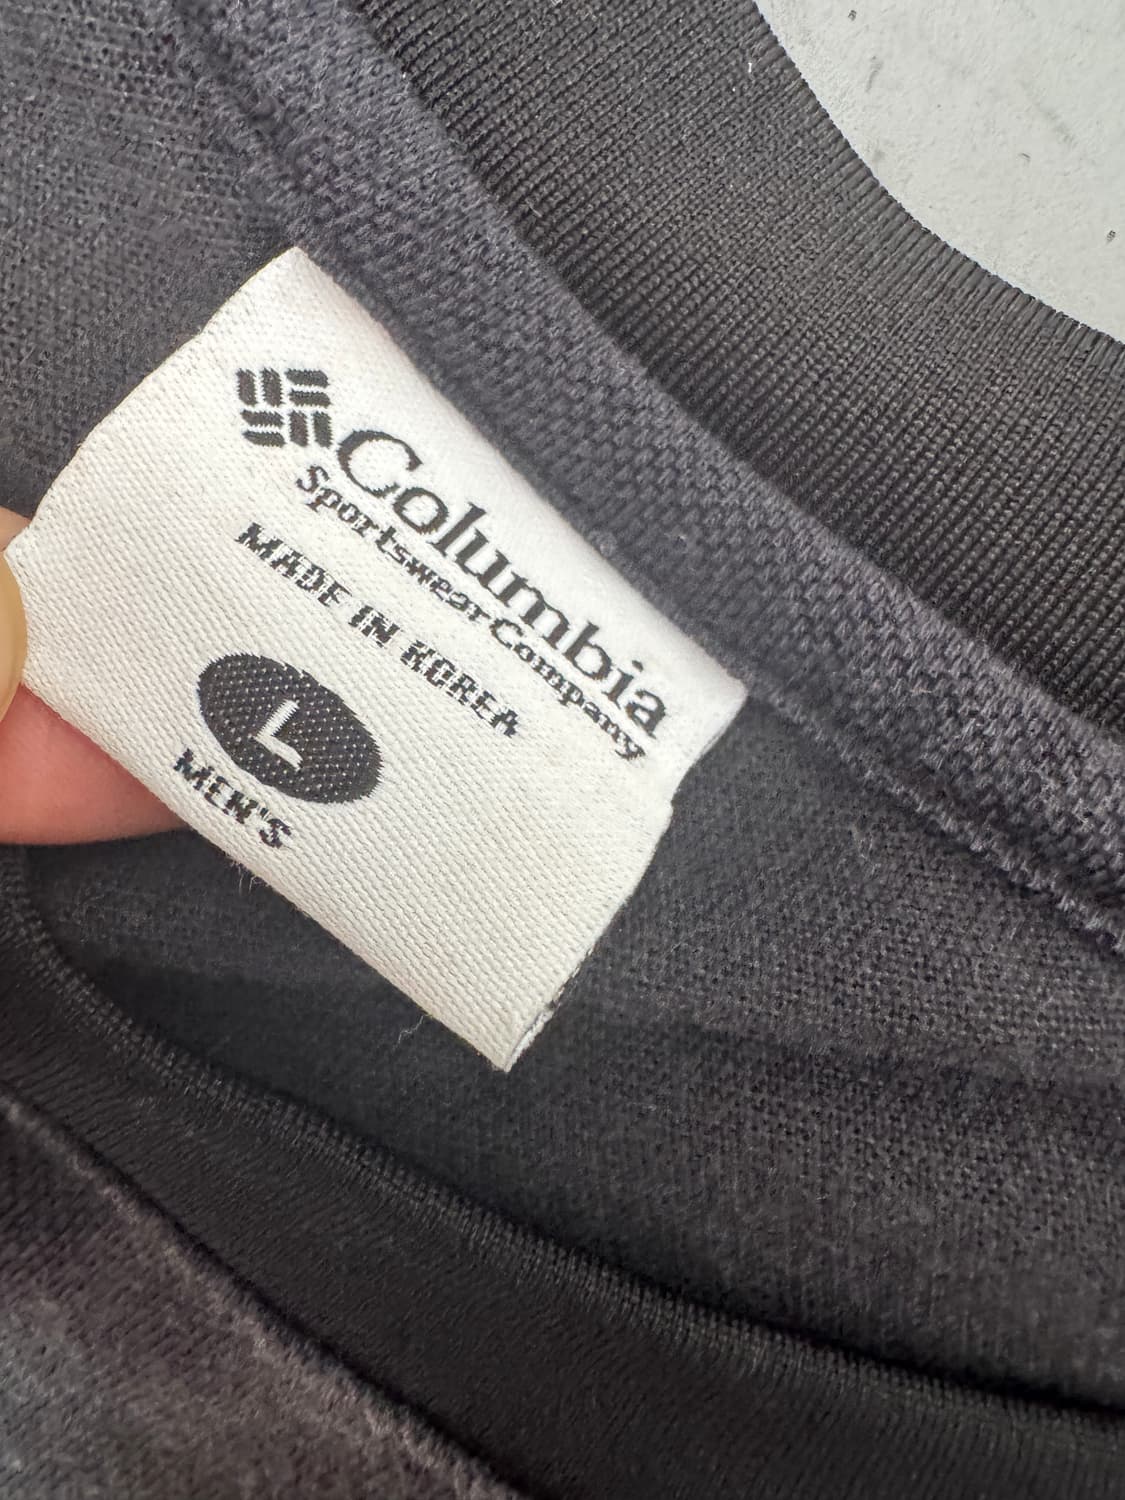 Columbia
Sportswear Company
MADE IN KOREA
L
MEN'S